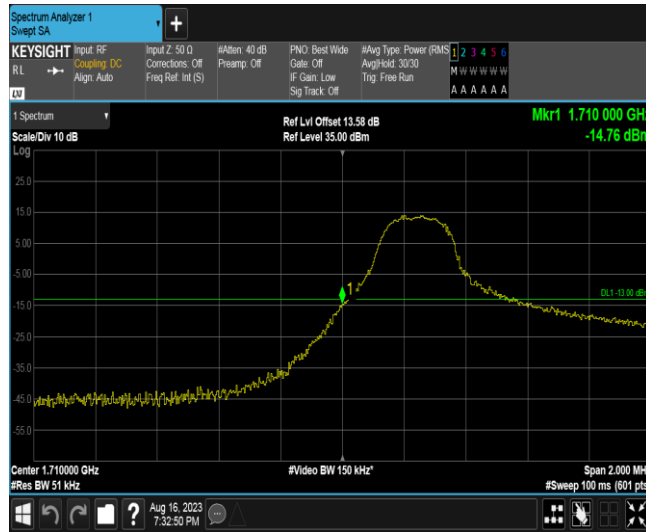 Spectrum Analyzer 1
Swept SA
KEYSIGHT
RL
LXI
Input: RF
Coupling: DC
Align: Auto
Input Z: 50 Ω
Corrections: Off
Freq Ref: Int (S)
#Atten: 40 dB
Preamp: Off
PNO: Best Wide
Gate: Off
IF Gain: Low
Sig Track: Off
#Avg Type: Power (RMS
Avg|Hold: 30/30
Trig: Free Run
1 2 3 4 5 6
M W W W W W
A A A A A A
1 Spectrum
Scale/Div 10 dB
Ref Lvl Offset 13.58 dB
Ref Level 35.00 dBm
Mkr1 1.710 000 GHz
-14.76 dBm
Log
25.0
15.0
5.00
-5.00
-15.0
-25.0
-35.0
-45.0
-55.0
1
DL1 -13.00 dBm
Center 1.710000 GHz
#Res BW 51 kHz
#Video BW 150 kHz*
Span 2.000 MH
#Sweep 100 ms (601 pts
?
Aug 16, 2023
7:32:50 PM